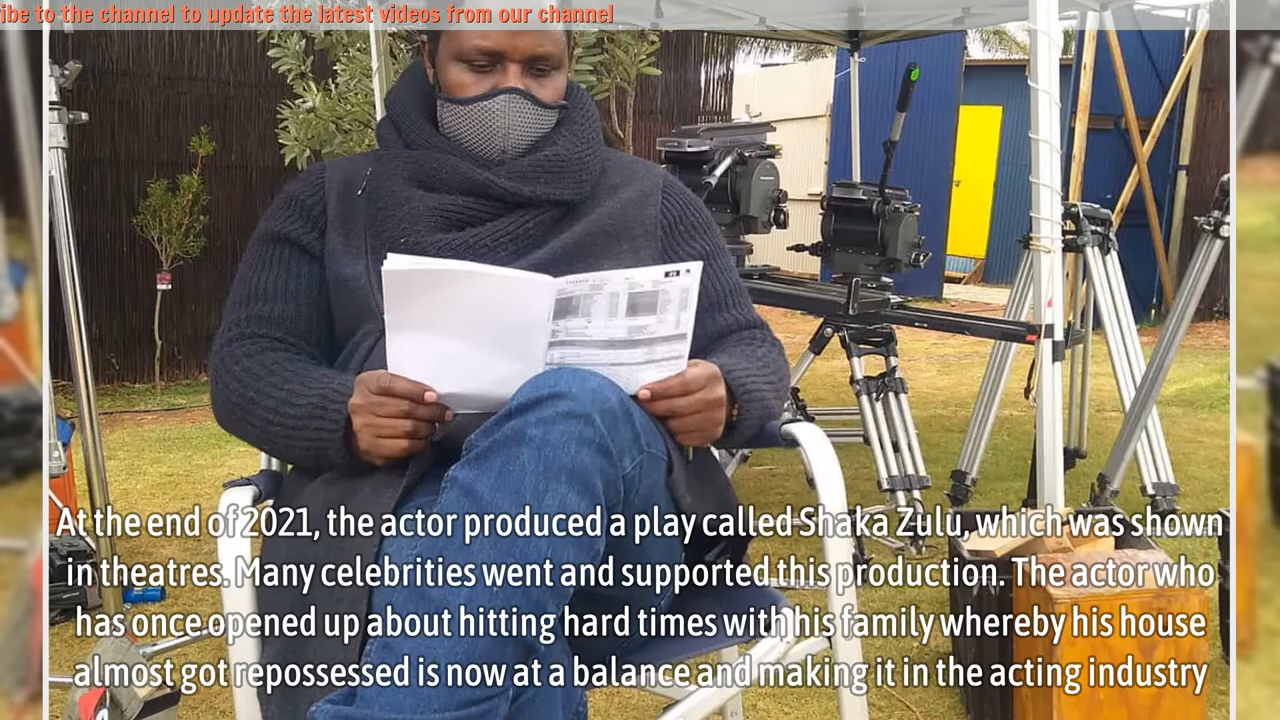 ibe to the channel to update the latest videos from our channel
At the end of 2021, the actor produced a play called Shaka Zulu, which was shown
in theatres. Many celebrities went and supported this production. The actor who
has once opened up about hitting hard times with his family whereby his house
almost got repossessed is now at a balance and making it in the acting industry